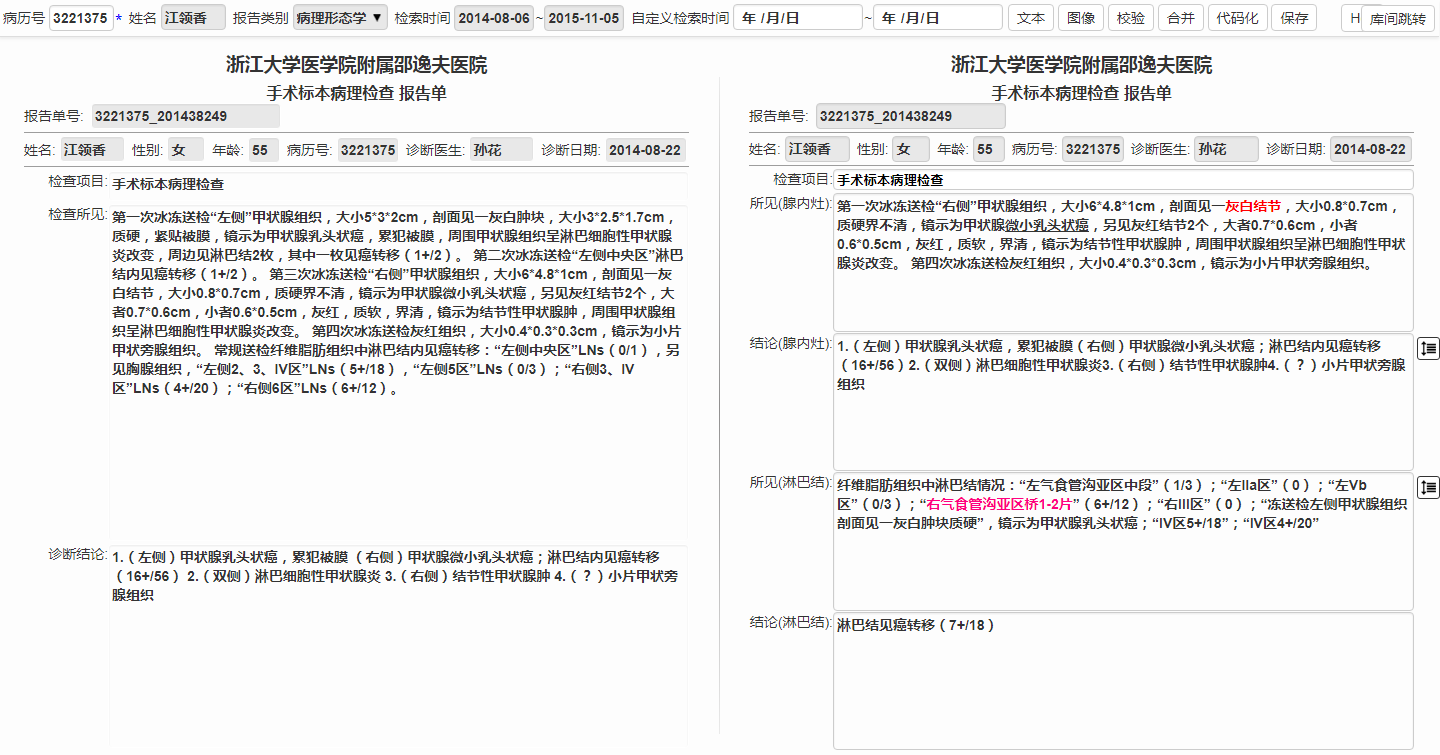 病历号 3221375 * 姓名 江领香 报告类别 病理形态学 ▼ 检索时间 2014-08-06 ~ 2015-11-05 自定义检索时间 年 /月/日 ~ 年 /月/日 文本 图像 校验 合并 代码化 保存 H 库间跳转
浙江大学医学院附属邵逸夫医院
手术标本病理检查 报告单
报告单号: 3221375_201438249
姓名: 江领香 性别: 女 年龄: 55 病历号: 3221375 诊断医生: 孙花 诊断日期: 2014-08-22
检查项目: 手术标本病理检查
检查所见: 第一次冰冻送检“左侧”甲状腺组织，大小5*3*2cm，剖面见一灰白肿块，大小3*2.5*1.7cm，
质硬，紧贴被膜，镜示为甲状腺乳头状癌，累犯被膜，周围甲状腺组织呈淋巴细胞性甲状腺
炎改变，周边见淋巴结2枚，其中一枚见癌转移（1+/2）。 第二次冰冻送检“左侧中央区”淋巴
结内见癌转移（1+/2）。 第三次冰冻送检“右侧”甲状腺组织，大小6*4.8*1cm，剖面见一灰
白结节，大小0.8*0.7cm，质硬界不清，镜示为甲状腺微小乳头状癌，另见灰红结节2个，大
者0.7*0.6cm，小者0.6*0.5cm，灰红，质软，界清，镜示为结节性甲状腺肿，周围甲状腺组
织呈淋巴细胞性甲状腺炎改变。 第四次冰冻送检灰红组织，大小0.4*0.3*0.3cm，镜示为小片
甲状旁腺组织。 常规送检纤维脂肪组织中淋巴结内见癌转移：“左侧中央区”LNs（0/1），另
见胸腺组织，“左侧2、3、IV区”LNs（5+/18），“左侧5区”LNs（0/3）；“右侧3、IV
区”LNs（4+/20）；“右侧6区”LNs（6+/12）。
诊断结论: 1.（左侧）甲状腺乳头状癌，累犯被膜（右侧）甲状腺微小乳头状癌；淋巴结内见癌转移
（16+/56） 2.（双侧）淋巴细胞性甲状腺炎 3.（右侧）结节性甲状腺肿 4.（？）小片甲状旁
腺组织
浙江大学医学院附属邵逸夫医院
手术标本病理检查 报告单
报告单号: 3221375_201438249
姓名: 江领香 性别: 女 年龄: 55 病历号: 3221375 诊断医生: 孙花 诊断日期: 2014-08-22
检查项目: 手术标本病理检查
所见(腺内灶): 第一次冰冻送检“右侧”甲状腺组织，大小6*4.8*1cm，剖面见一灰白结节，大小0.8*0.7cm，
质硬界不清，镜示为甲状腺微小乳头状癌，另见灰红结节2个，大者0.7*0.6cm，小者
0.6*0.5cm，灰红，质软，界清，镜示为结节性甲状腺肿，周围甲状腺组织呈淋巴细胞性甲状
腺炎改变。 第四次冰冻送检灰红组织，大小0.4*0.3*0.3cm，镜示为小片甲状旁腺组织。
结论(腺内灶): 1.（左侧）甲状腺乳头状癌，累犯被膜（右侧）甲状腺微小乳头状癌；淋巴结内见癌转移
（16+/56）2.（双侧）淋巴细胞性甲状腺炎3.（右侧）结节性甲状腺肿4.（？）小片甲状旁腺
组织
所见(淋巴结): 纤维脂肪组织中淋巴结情况：“左气食管沟亚区中段”（1/3）；“左IIa区”（0）；“左Vb
区”（0/3）；“右气食管沟亚区桥1-2片”（6+/12）；“右III区”（0）；“冻送检左侧甲状腺组织
剖面见一灰白肿块质硬”，镜示为甲状腺乳头状癌；“IV区5+/18”；“IV区4+/20”
结论(淋巴结): 淋巴结见癌转移（7+/18）